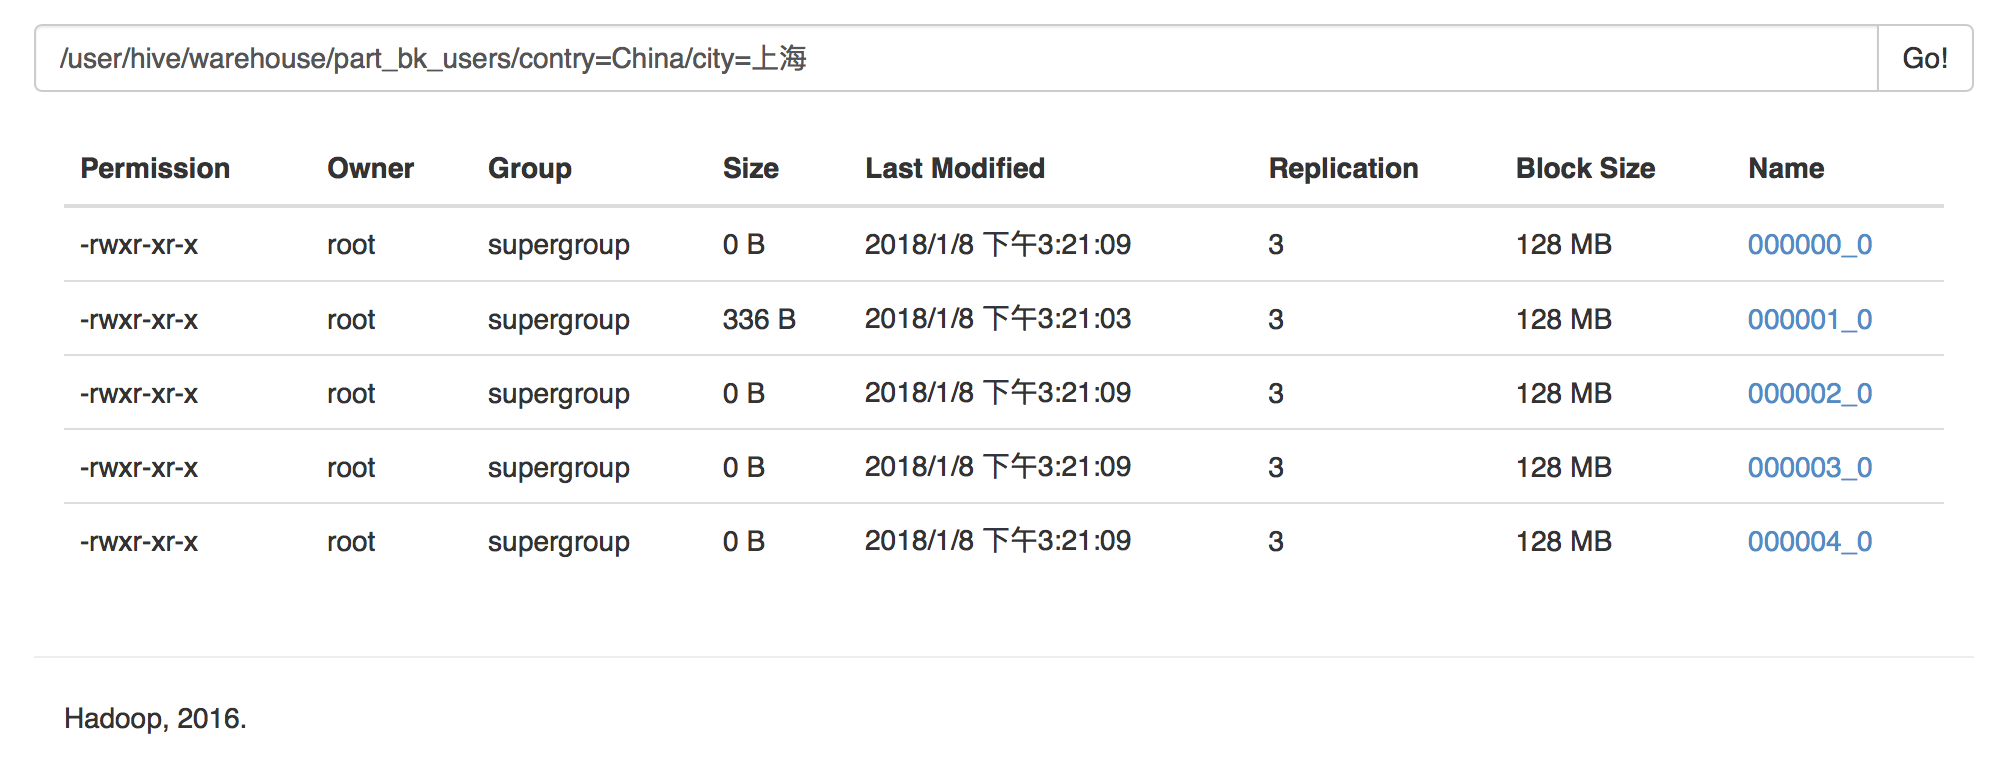 /user/hive/warehouse/part_bk_users/contry=China/city=上海 Go!
Permission Owner Group Size Last Modified Replication Block Size Name
-rwxr-xr-x root supergroup 0 B 2018/1/8 下午3:21:09 3 128 MB 000000_0
-rwxr-xr-x root supergroup 336 B 2018/1/8 下午3:21:03 3 128 MB 000001_0
-rwxr-xr-x root supergroup 0 B 2018/1/8 下午3:21:09 3 128 MB 000002_0
-rwxr-xr-x root supergroup 0 B 2018/1/8 下午3:21:09 3 128 MB 000003_0
-rwxr-xr-x root supergroup 0 B 2018/1/8 下午3:21:09 3 128 MB 000004_0
Hadoop, 2016.